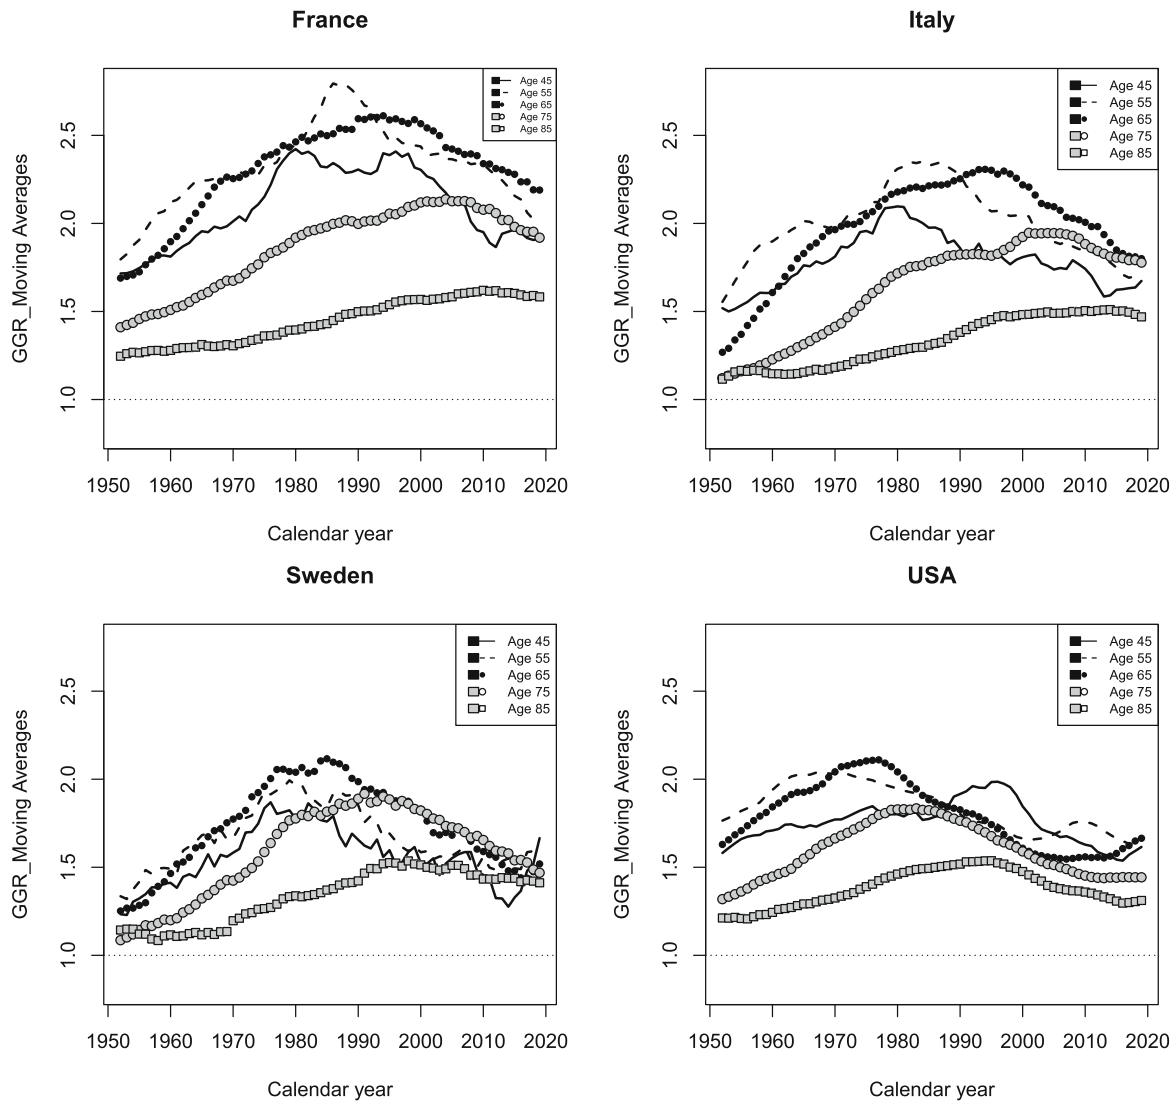 France
GGR_Moving Averages
2.5
2.0
1.5
1.0
Age 45
Age 55
Age 65
Age 75
Age 85
1950 1960 1970 1980 1990 2000 2010 2020
Calendar year
Italy
GGR_Moving Averages
2.5
2.0
1.5
1.0
Age 45
Age 55
Age 65
Age 75
Age 85
1950 1960 1970 1980 1990 2000 2010 2020
Calendar year
Sweden
GGR_Moving Averages
2.5
2.0
1.5
1.0
Age 45
Age 55
Age 65
Age 75
Age 85
1950 1960 1970 1980 1990 2000 2010 2020
Calendar year
USA
GGR_Moving Averages
2.5
2.0
1.5
1.0
Age 45
Age 55
Age 65
Age 75
Age 85
1950 1960 1970 1980 1990 2000 2010 2020
Calendar year